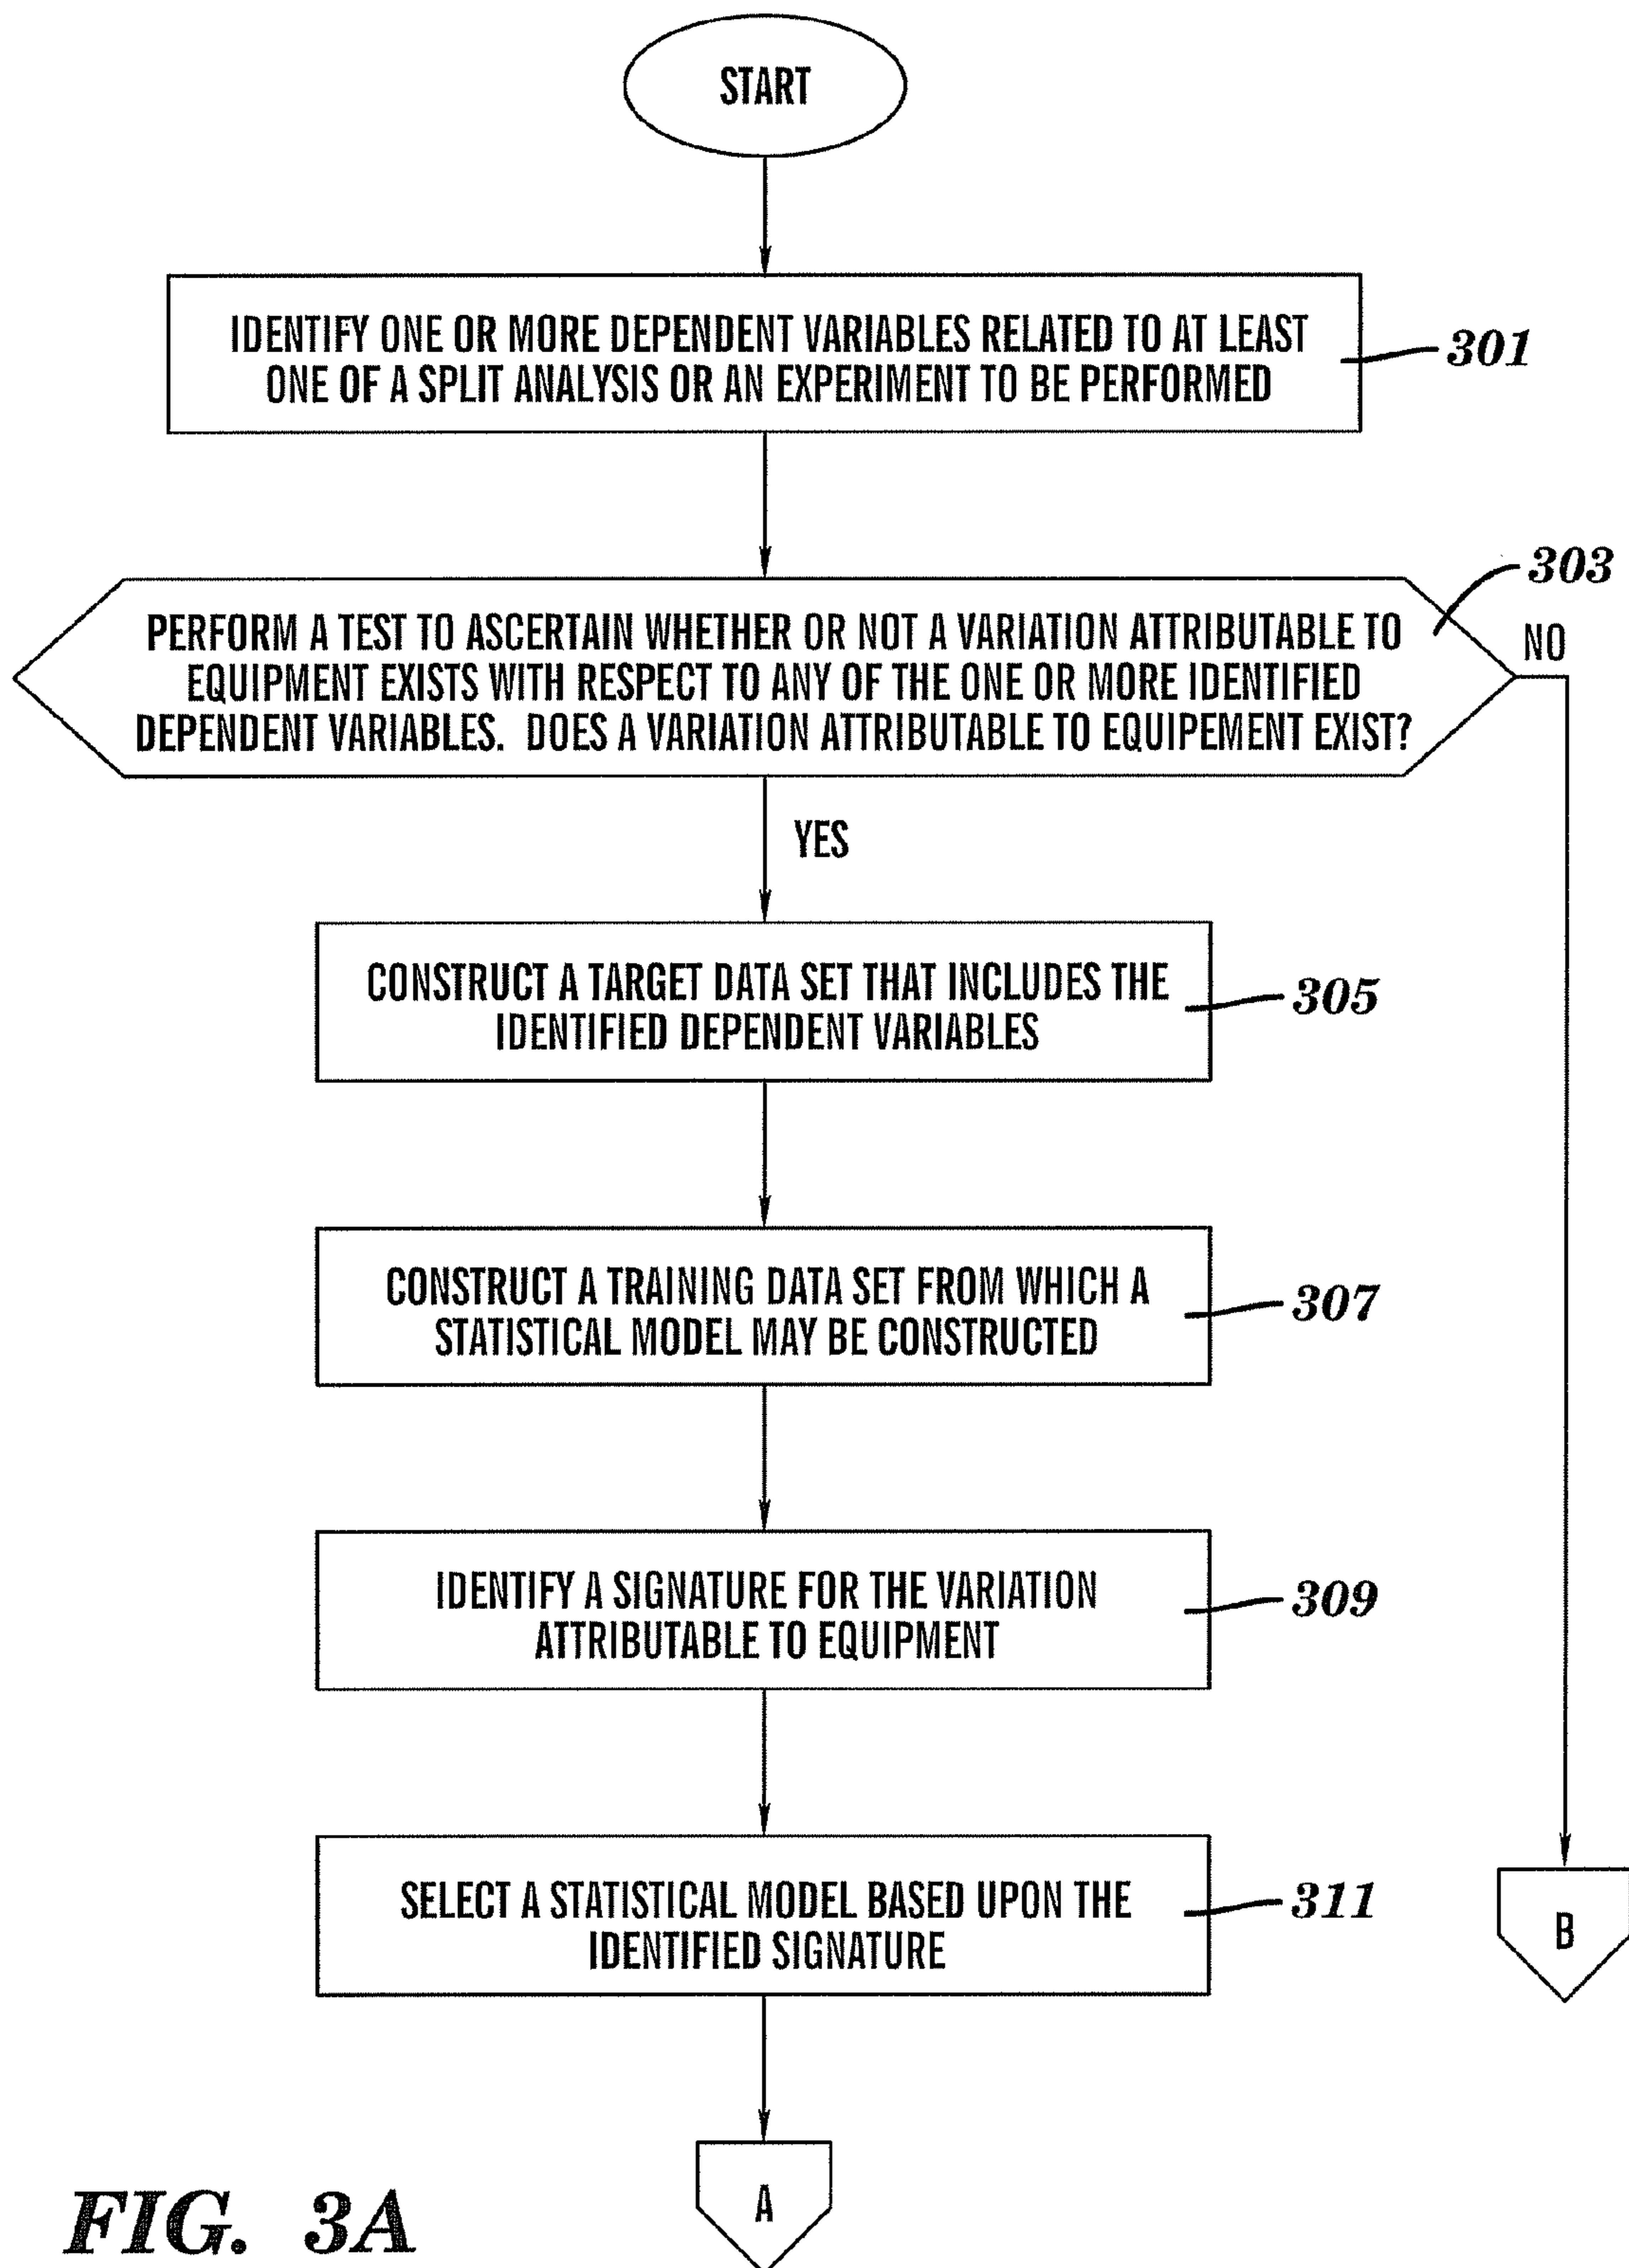 START
IDENTIFY ONE OR MORE DEPENDENT VARIABLES RELATED TO AT LEAST
ONE OF A SPLIT ANALYSIS OR AN EXPERIMENT TO BE PERFORMED
301
303
PERFORM A TEST TO ASCERTAIN WHETHER OR NOT A VARIATION ATTRIBUTABLE TO
EQUIPMENT EXISTS WITH RESPECT TO ANY OF THE ONE OR MORE IDENTIFIED
DEPENDENT VARIABLES. DOES A VARIATION ATTRIBUTABLE TO EQUIPEMENT EXIST?
NO
YES
CONSTRUCT A TARGET DATA SET THAT INCLUDES THE
IDENTIFIED DEPENDENT VARIABLES
305
CONSTRUCT A TRAINING DATA SET FROM WHICH A
STATISTICAL MODEL MAY BE CONSTRUCTED
307
IDENTIFY A SIGNATURE FOR THE VARIATION
ATTRIBUTABLE TO EQUIPMENT
309
SELECT A STATISTICAL MODEL BASED UPON THE
IDENTIFIED SIGNATURE
311
B
A
FIG. 3A